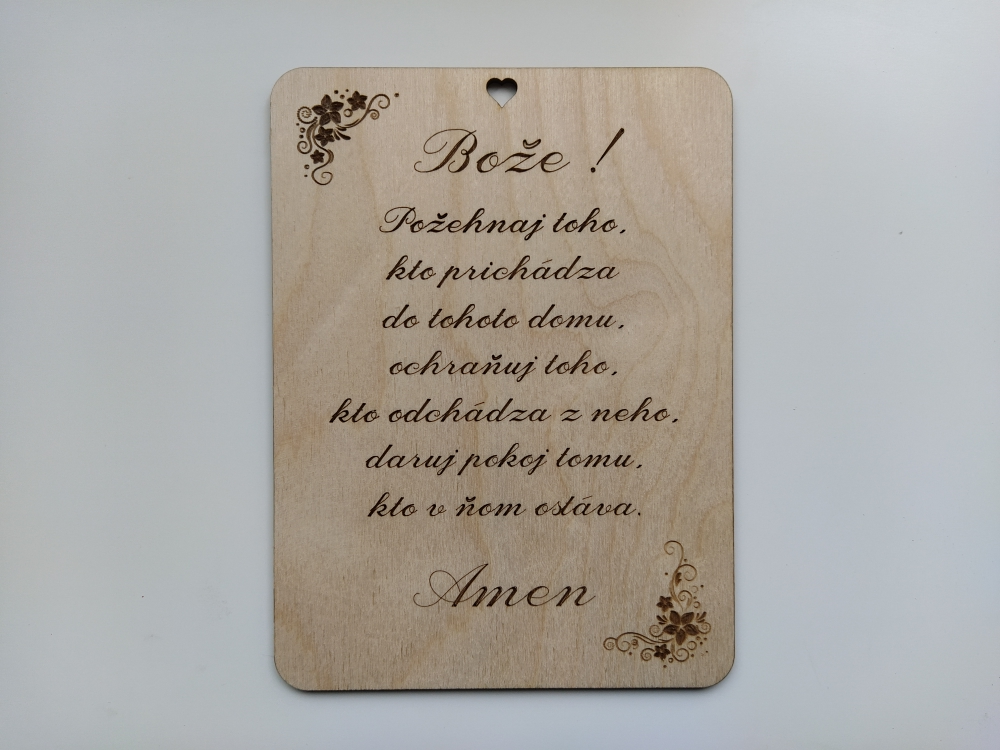 Bože !
Požehnaj toho,
kto prichádza
do tohoto domu,
ochraňuj toho,
kto odchádza z neho,
daruj pokoj tomu,
kto v ňom ostáva.
Amen